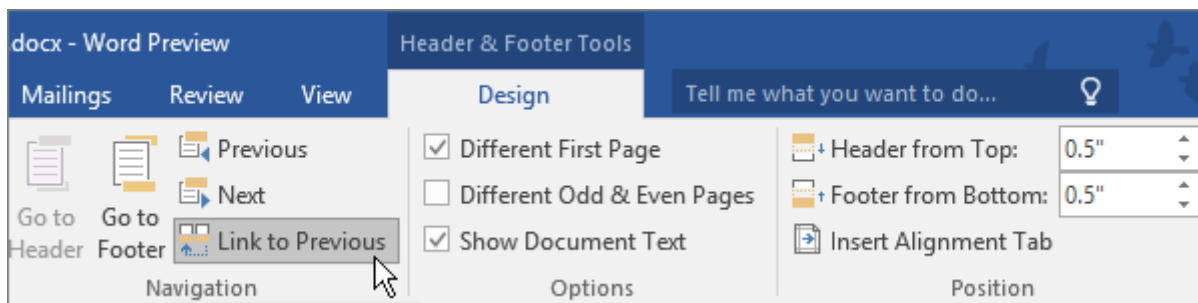 .docx - Word Preview
Header & Footer Tools
Mailings
Review
View
Design
Tell me what you want to do...
Go to
Header
Go to
Footer
Previous
Next
Link to Previous
Navigation
Different First Page
Different Odd & Even Pages
Show Document Text
Options
Header from Top:
0.5"
Footer from Bottom:
0.5"
Insert Alignment Tab
Position